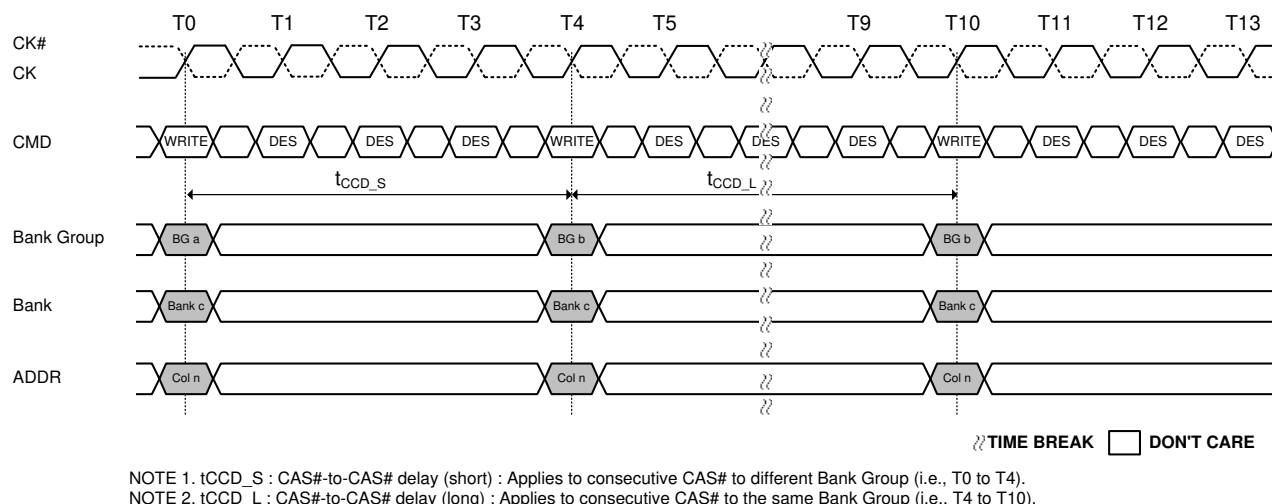 T0 T1 T2 T3 T4 T5 T9 T10 T11 T12 T13
CK#
CK
CMD WRITE DES DES DES WRITE DES DES DES WRITE DES DES DES
tCCD_S tCCD_L
Bank Group BG a BG b BG b
Bank Bank c Bank c Bank c
ADDR Col n Col n Col n
TIME BREAK DON'T CARE
NOTE 1. tCCD_S : CAS#-to-CAS# delay (short) : Applies to consecutive CAS# to different Bank Group (i.e., T0 to T4).
NOTE 2. tCCD_L : CAS#-to-CAS# delay (long) : Applies to consecutive CAS# to the same Bank Group (i.e., T4 to T10).